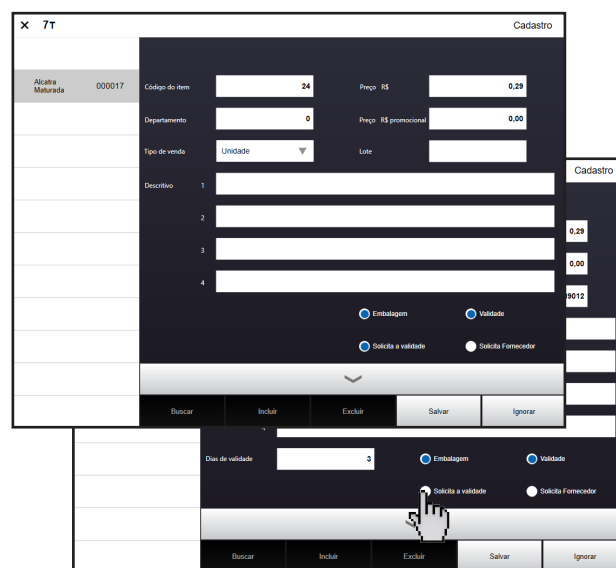 × 7T Cadastro
Alcatra Maturada 000017
Código do item 24 Preço R$ 0,29
Departamento 0 Preço R$ promocional 0,00
Tipo de venda Unidade Lote
Descritivo 1
2
3
4
Embalagem Validade
Solicita a validade Solicita Fornecedor
Buscar Incluir Excluir Salvar Ignorar
Cadastro
0,29
0,00
Dias de validade 3 Embalagem Validade
Solicita a validade Solicita Fornecedor
Buscar Incluir Excluir Salvar Ignorar